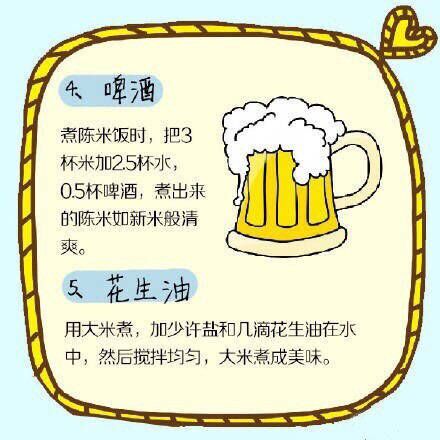 4、啤酒
煮陈米饭时，把3
杯米加2.5杯水，
0.5杯啤酒，煮出来
的陈米如新米般清
爽。
5、花生油
用大米煮，加少许盐和几滴花生油在水
中，然后搅拌均匀，大米煮成美味。